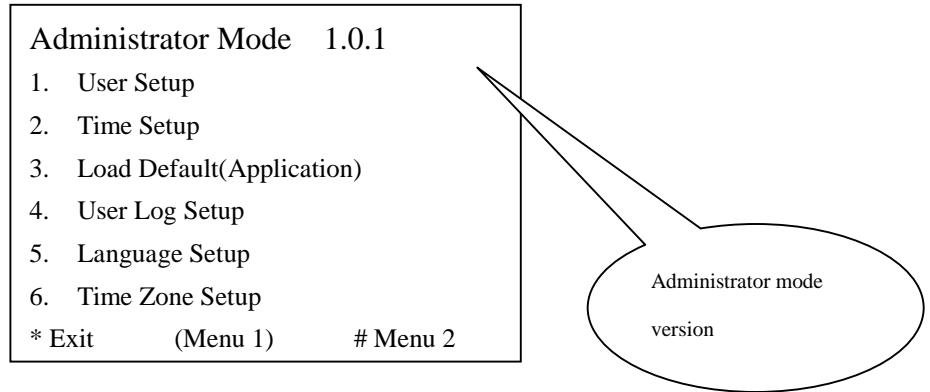 Administrator Mode 1.0.1
1. User Setup
2. Time Setup
3. Load Default(Application)
4. User Log Setup
5. Language Setup
6. Time Zone Setup
* Exit (Menu 1) # Menu 2
Administrator mode
version